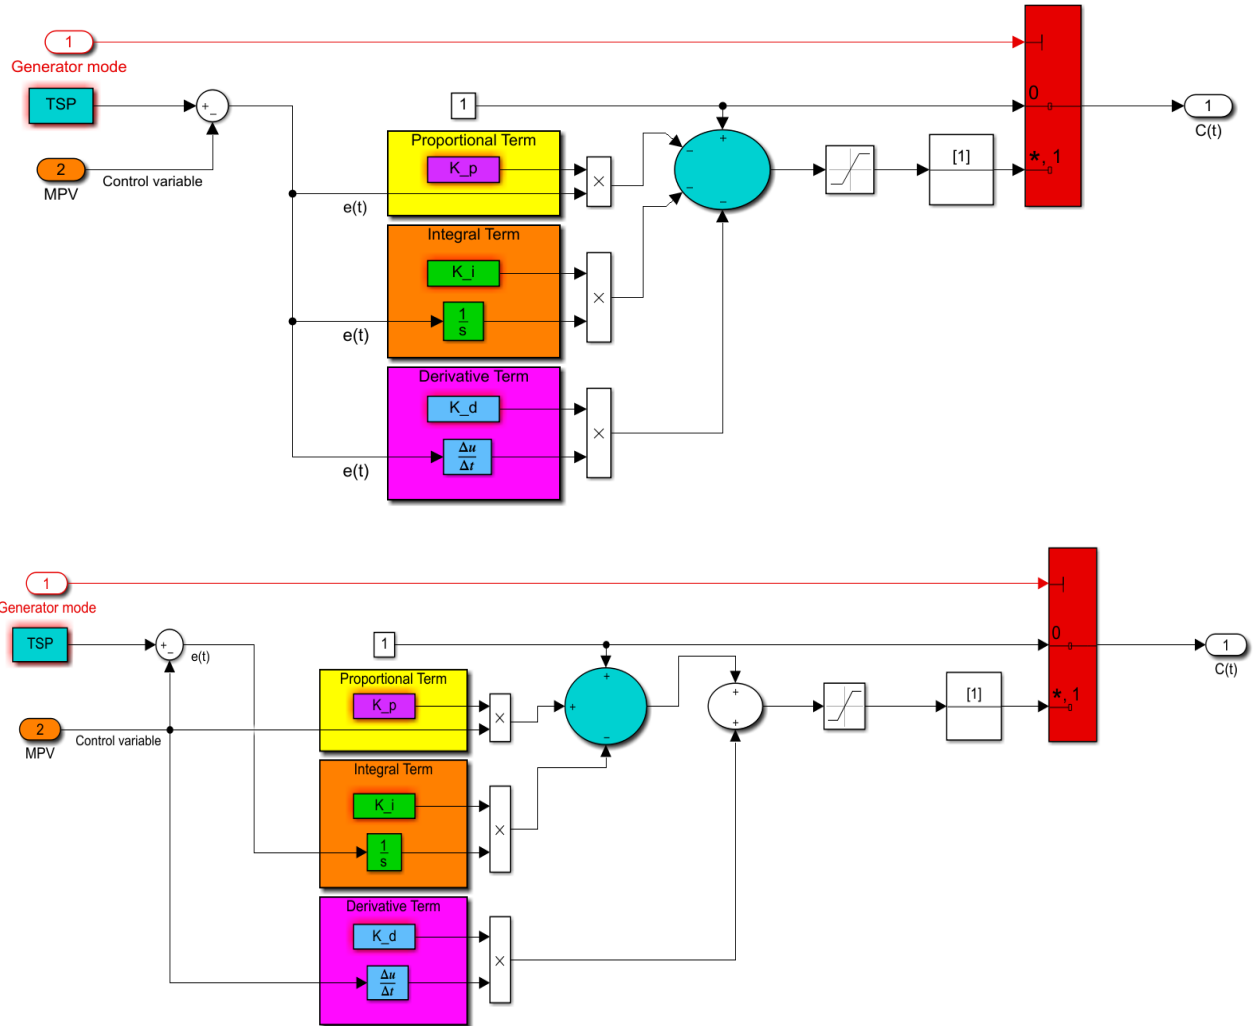 1
Generator mode
TSP
+
−
1
0
1
C(t)
Proportional Term
K_p
×
+
−
−
−
[1]
*, 1
2
MPV
Control variable
e(t)
Integral Term
K_i
×
1
s
e(t)
Derivative Term
K_d
×
Δu
Δt
e(t)
1
Generator mode
TSP
+
−
e(t)
1
0
1
C(t)
Proportional Term
K_p
×
+
+
−
+
+
[1]
*, 1
2
MPV
Control variable
Integral Term
K_i
×
1
s
Derivative Term
K_d
×
Δu
Δt